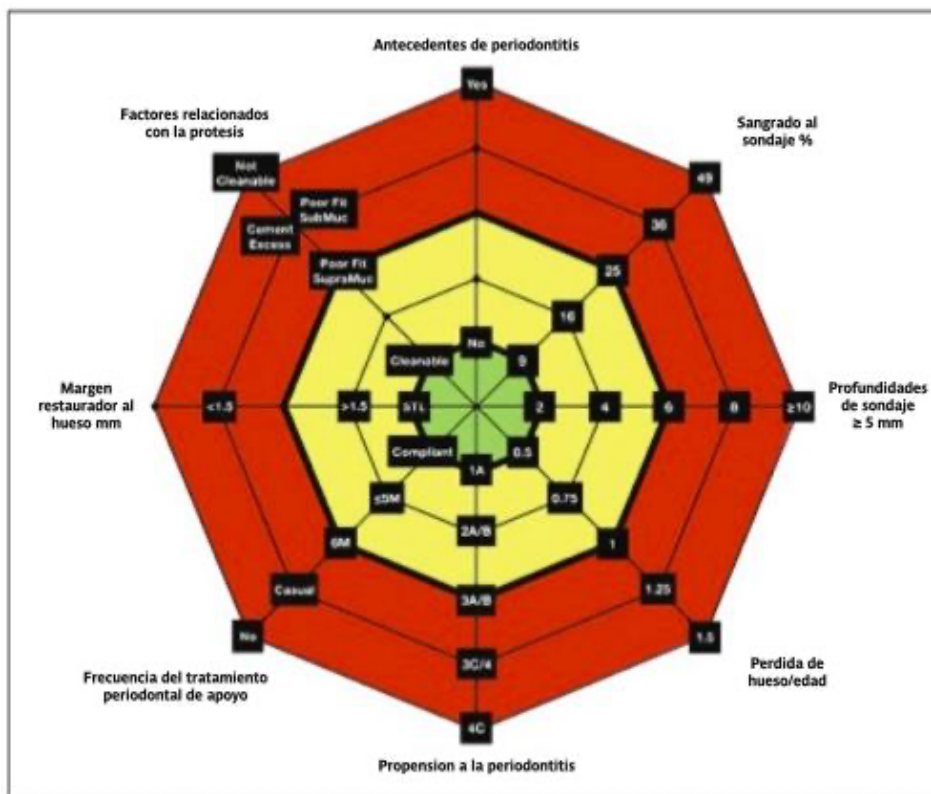 Antecedentes de periodontitis
Yes
Factores relacionados
con la protesis
Sangrado al
sondaje %
Not
Cleanable
49
Poor Fit
SubMuc
36
Cement
Excess
Poor Fit
SupraMuc
25
16
No
Cleanable
9
Margen
restaurador al
hueso mm
<1.5
>1.5
STL
2
4
6
8
≥10
Profundidades
de sondaje
≥ 5 mm
Compliant
0.5
1A
≤5M
0.75
2A/B
6M
1
3A/B
Casual
1.25
No
3C/4
1.5
Frecuencia del tratamiento
periodontal de apoyo
Perdida de
hueso/edad
4C
Propension a la periodontitis